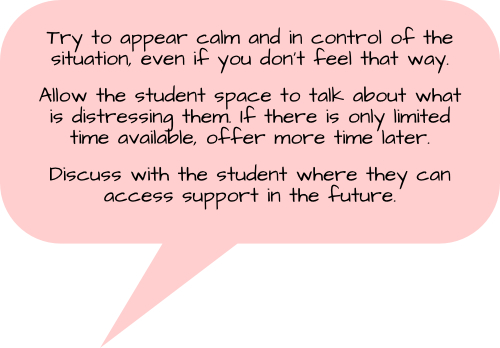 Try to appear calm and in control of the
situation, even if you don't feel that way.
Allow the student space to talk about what
is distressing them. If there is only limited
time available, offer more time later.
Discuss with the student where they can
access support in the future.